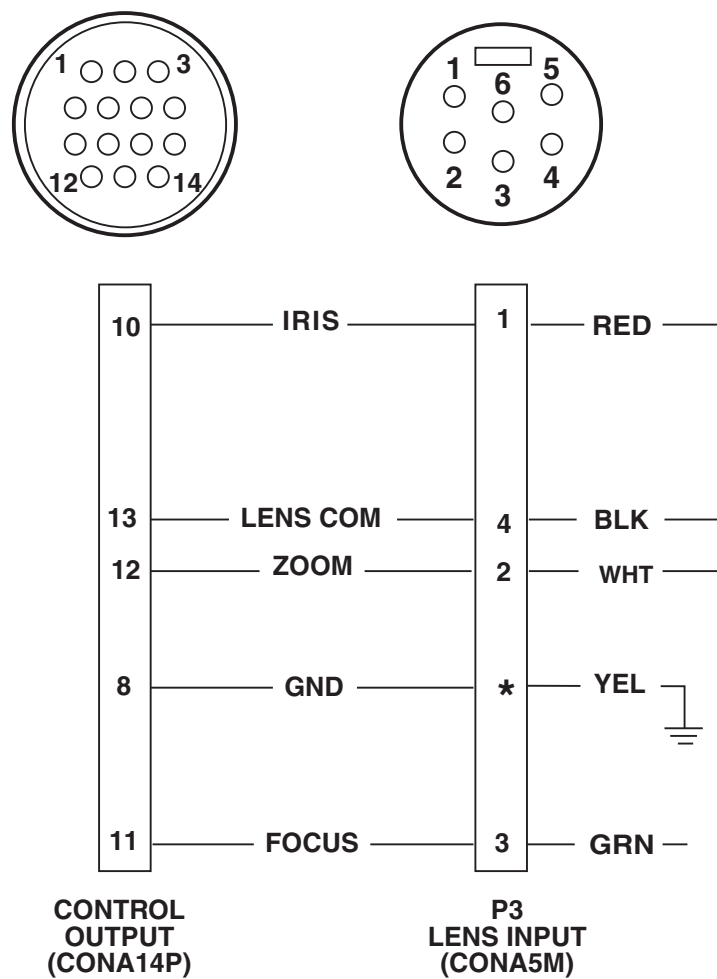 1 3
12 14
1 6 5
2 3 4
10 IRIS 1 RED
13 LENS COM 4 BLK
12 ZOOM 2 WHT
8 GND * YEL
11 FOCUS 3 GRN
CONTROL
OUTPUT
(CONA14P)
P3
LENS INPUT
(CONA5M)